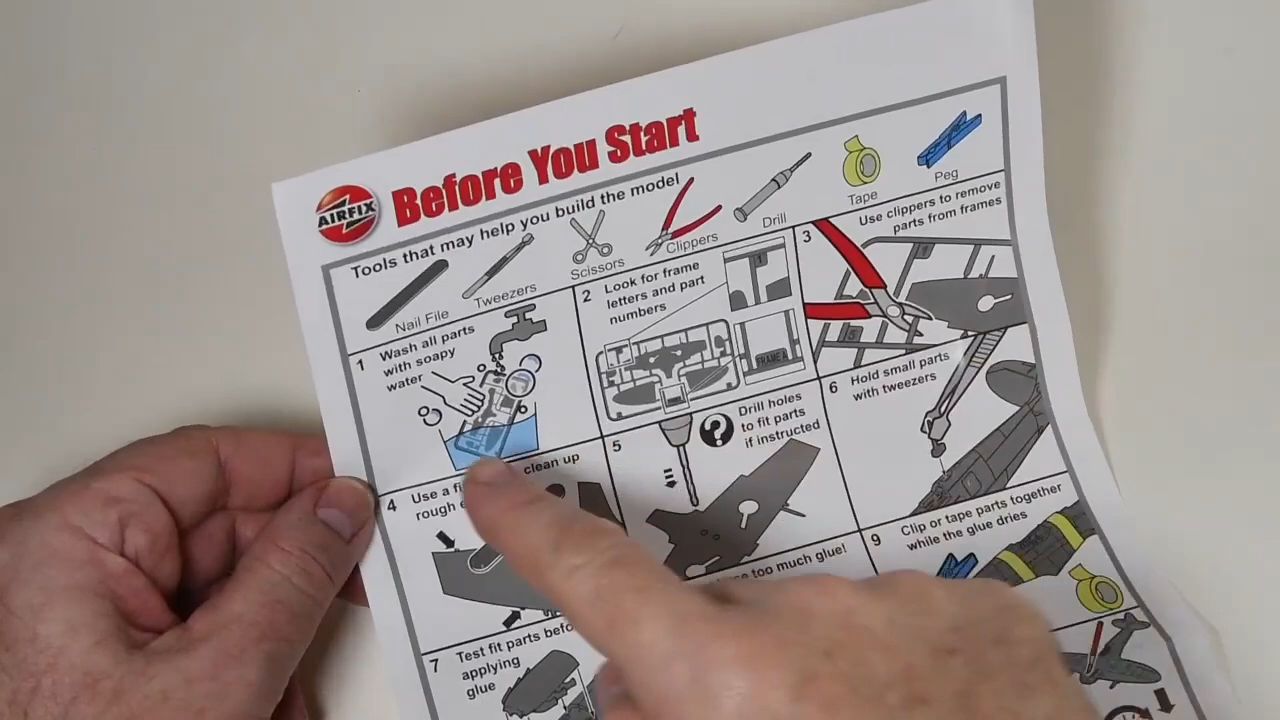 AIRFIX
Before You Start
Tools that may help you build the model
Nail File
Tweezers
Scissors
Clippers
Drill
Tape
Peg
1
Wash all parts
with soapy
water
2
Look for frame
letters and part
numbers
1
FRAME A
3
Use clippers to remove
parts from frames
5
4
Use a
clean up
rough
5
Drill holes
to fit parts
if instructed
?
6
Hold small parts
with tweezers
7
Test fit parts
applying
glue
too much glue!
9
Clip or tape parts together
while the glue dries